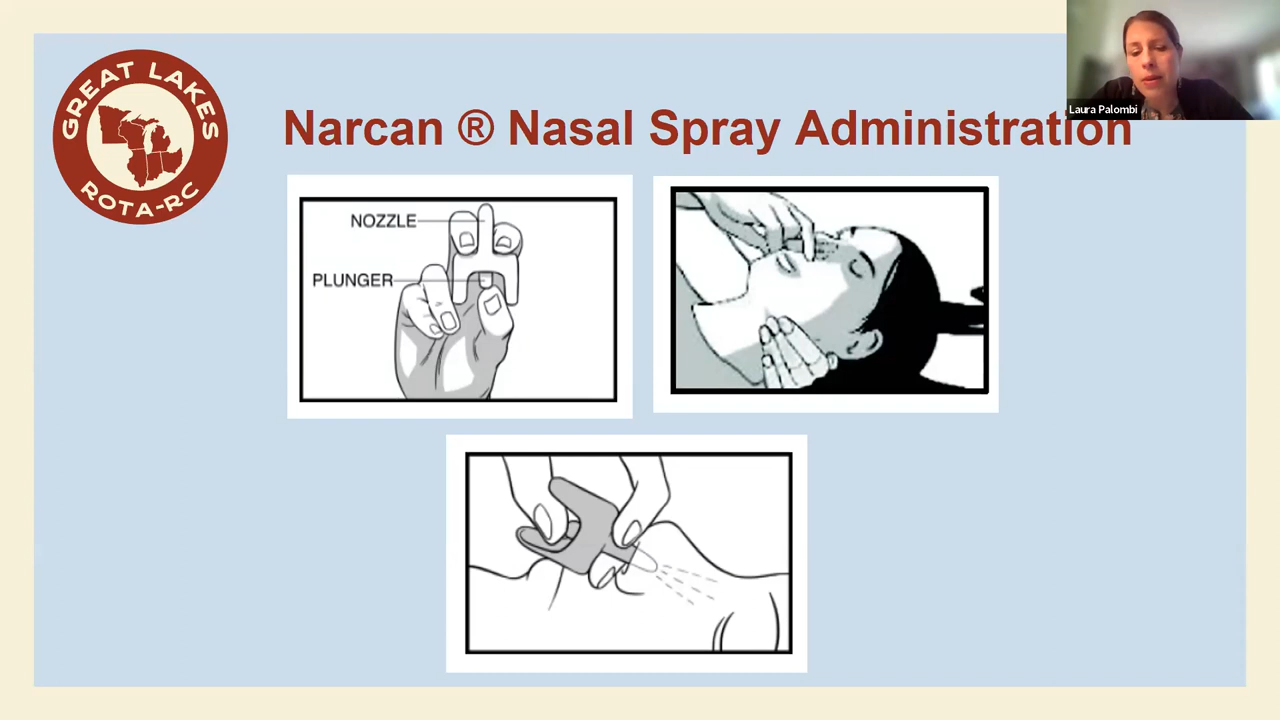 GREAT LAKES
ROTA-RC
Narcan ® Nasal Spray Administration
Laura Palombi
NOZZLE
PLUNGER